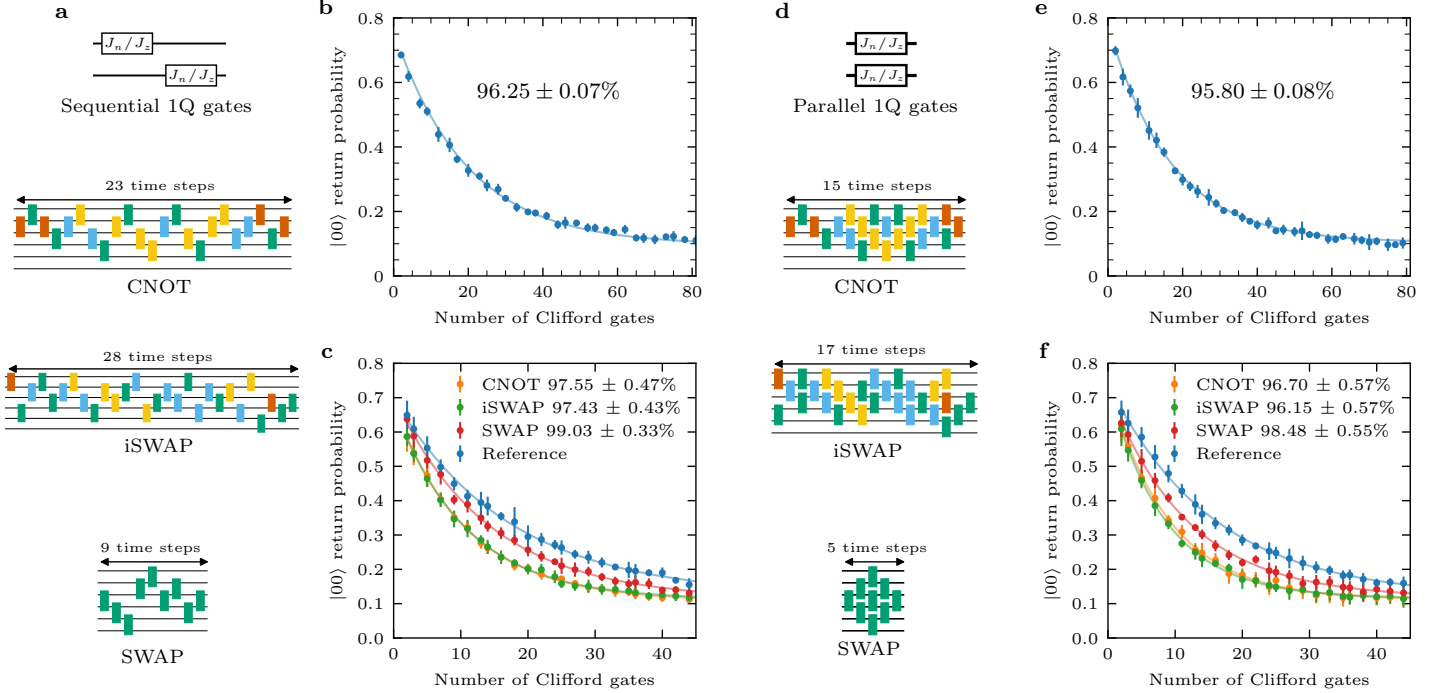 a
J_n/J_z
J_n/J_z
Sequential 1Q gates
23 time steps
CNOT
28 time steps
iSWAP
9 time steps
SWAP
b
0.8
0.6
0.4
0.2
0
|00⟩ return probability
96.25 ± 0.07%
0 20 40 60 80
Number of Clifford gates
c
0.8
0.7
0.6
0.5
0.4
0.3
0.2
0.1
0.0
|00⟩ return probability
CNOT 97.55 ± 0.47%
iSWAP 97.43 ± 0.43%
SWAP 99.03 ± 0.33%
Reference
0 10 20 30 40
Number of Clifford gates
d
J_n/J_z
J_n/J_z
Parallel 1Q gates
15 time steps
CNOT
17 time steps
iSWAP
5 time steps
SWAP
e
0.8
0.6
0.4
0.2
0
|00⟩ return probability
95.80 ± 0.08%
0 20 40 60 80
Number of Clifford gates
f
0.8
0.7
0.6
0.5
0.4
0.3
0.2
0.1
0.0
|00⟩ return probability
CNOT 96.70 ± 0.57%
iSWAP 96.15 ± 0.57%
SWAP 98.48 ± 0.55%
Reference
0 10 20 30 40
Number of Clifford gates